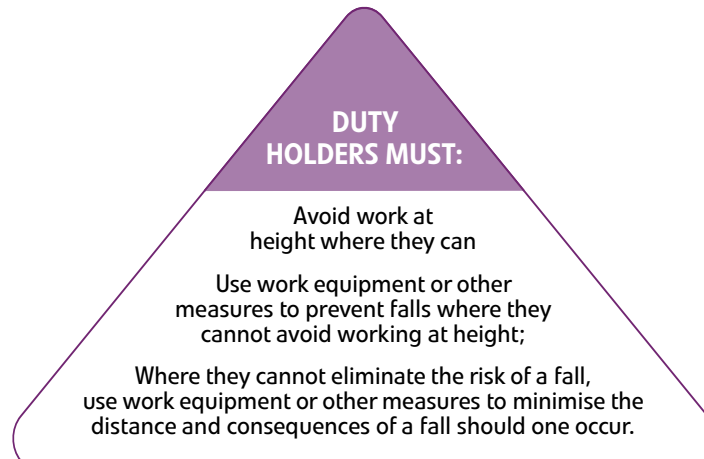 DUTY
HOLDERS MUST:
Avoid work at
height where they can
Use work equipment or other
measures to prevent falls where they
cannot avoid working at height;
Where they cannot eliminate the risk of a fall,
use work equipment or other measures to minimise the
distance and consequences of a fall should one occur.